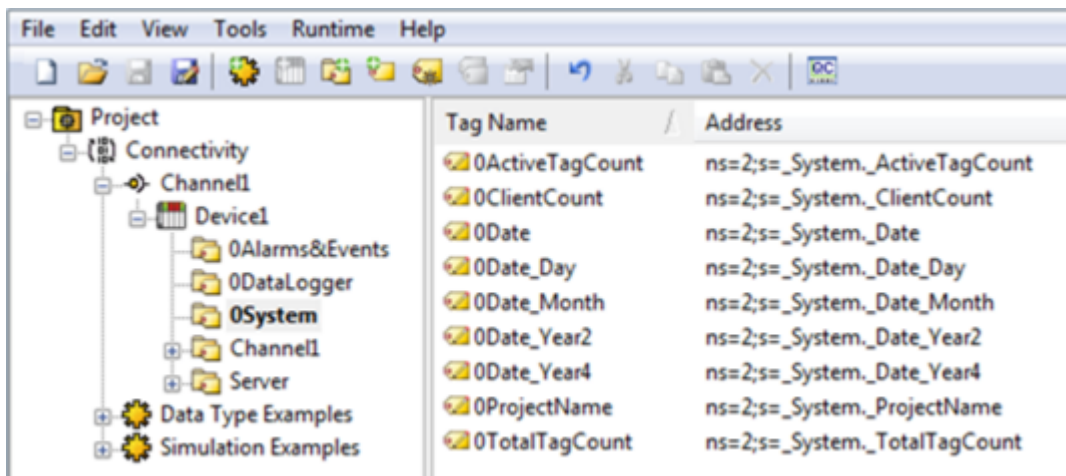 File Edit View Tools Runtime Help
Project
Connectivity
Channel1
Device1
0Alarms&Events
0DataLogger
0System
Channel1
Server
Data Type Examples
Simulation Examples
Tag Name / Address
0ActiveTagCount ns=2;s=_System._ActiveTagCount
0ClientCount ns=2;s=_System._ClientCount
0Date ns=2;s=_System._Date
0Date_Day ns=2;s=_System._Date_Day
0Date_Month ns=2;s=_System._Date_Month
0Date_Year2 ns=2;s=_System._Date_Year2
0Date_Year4 ns=2;s=_System._Date_Year4
0ProjectName ns=2;s=_System._ProjectName
0TotalTagCount ns=2;s=_System._TotalTagCount